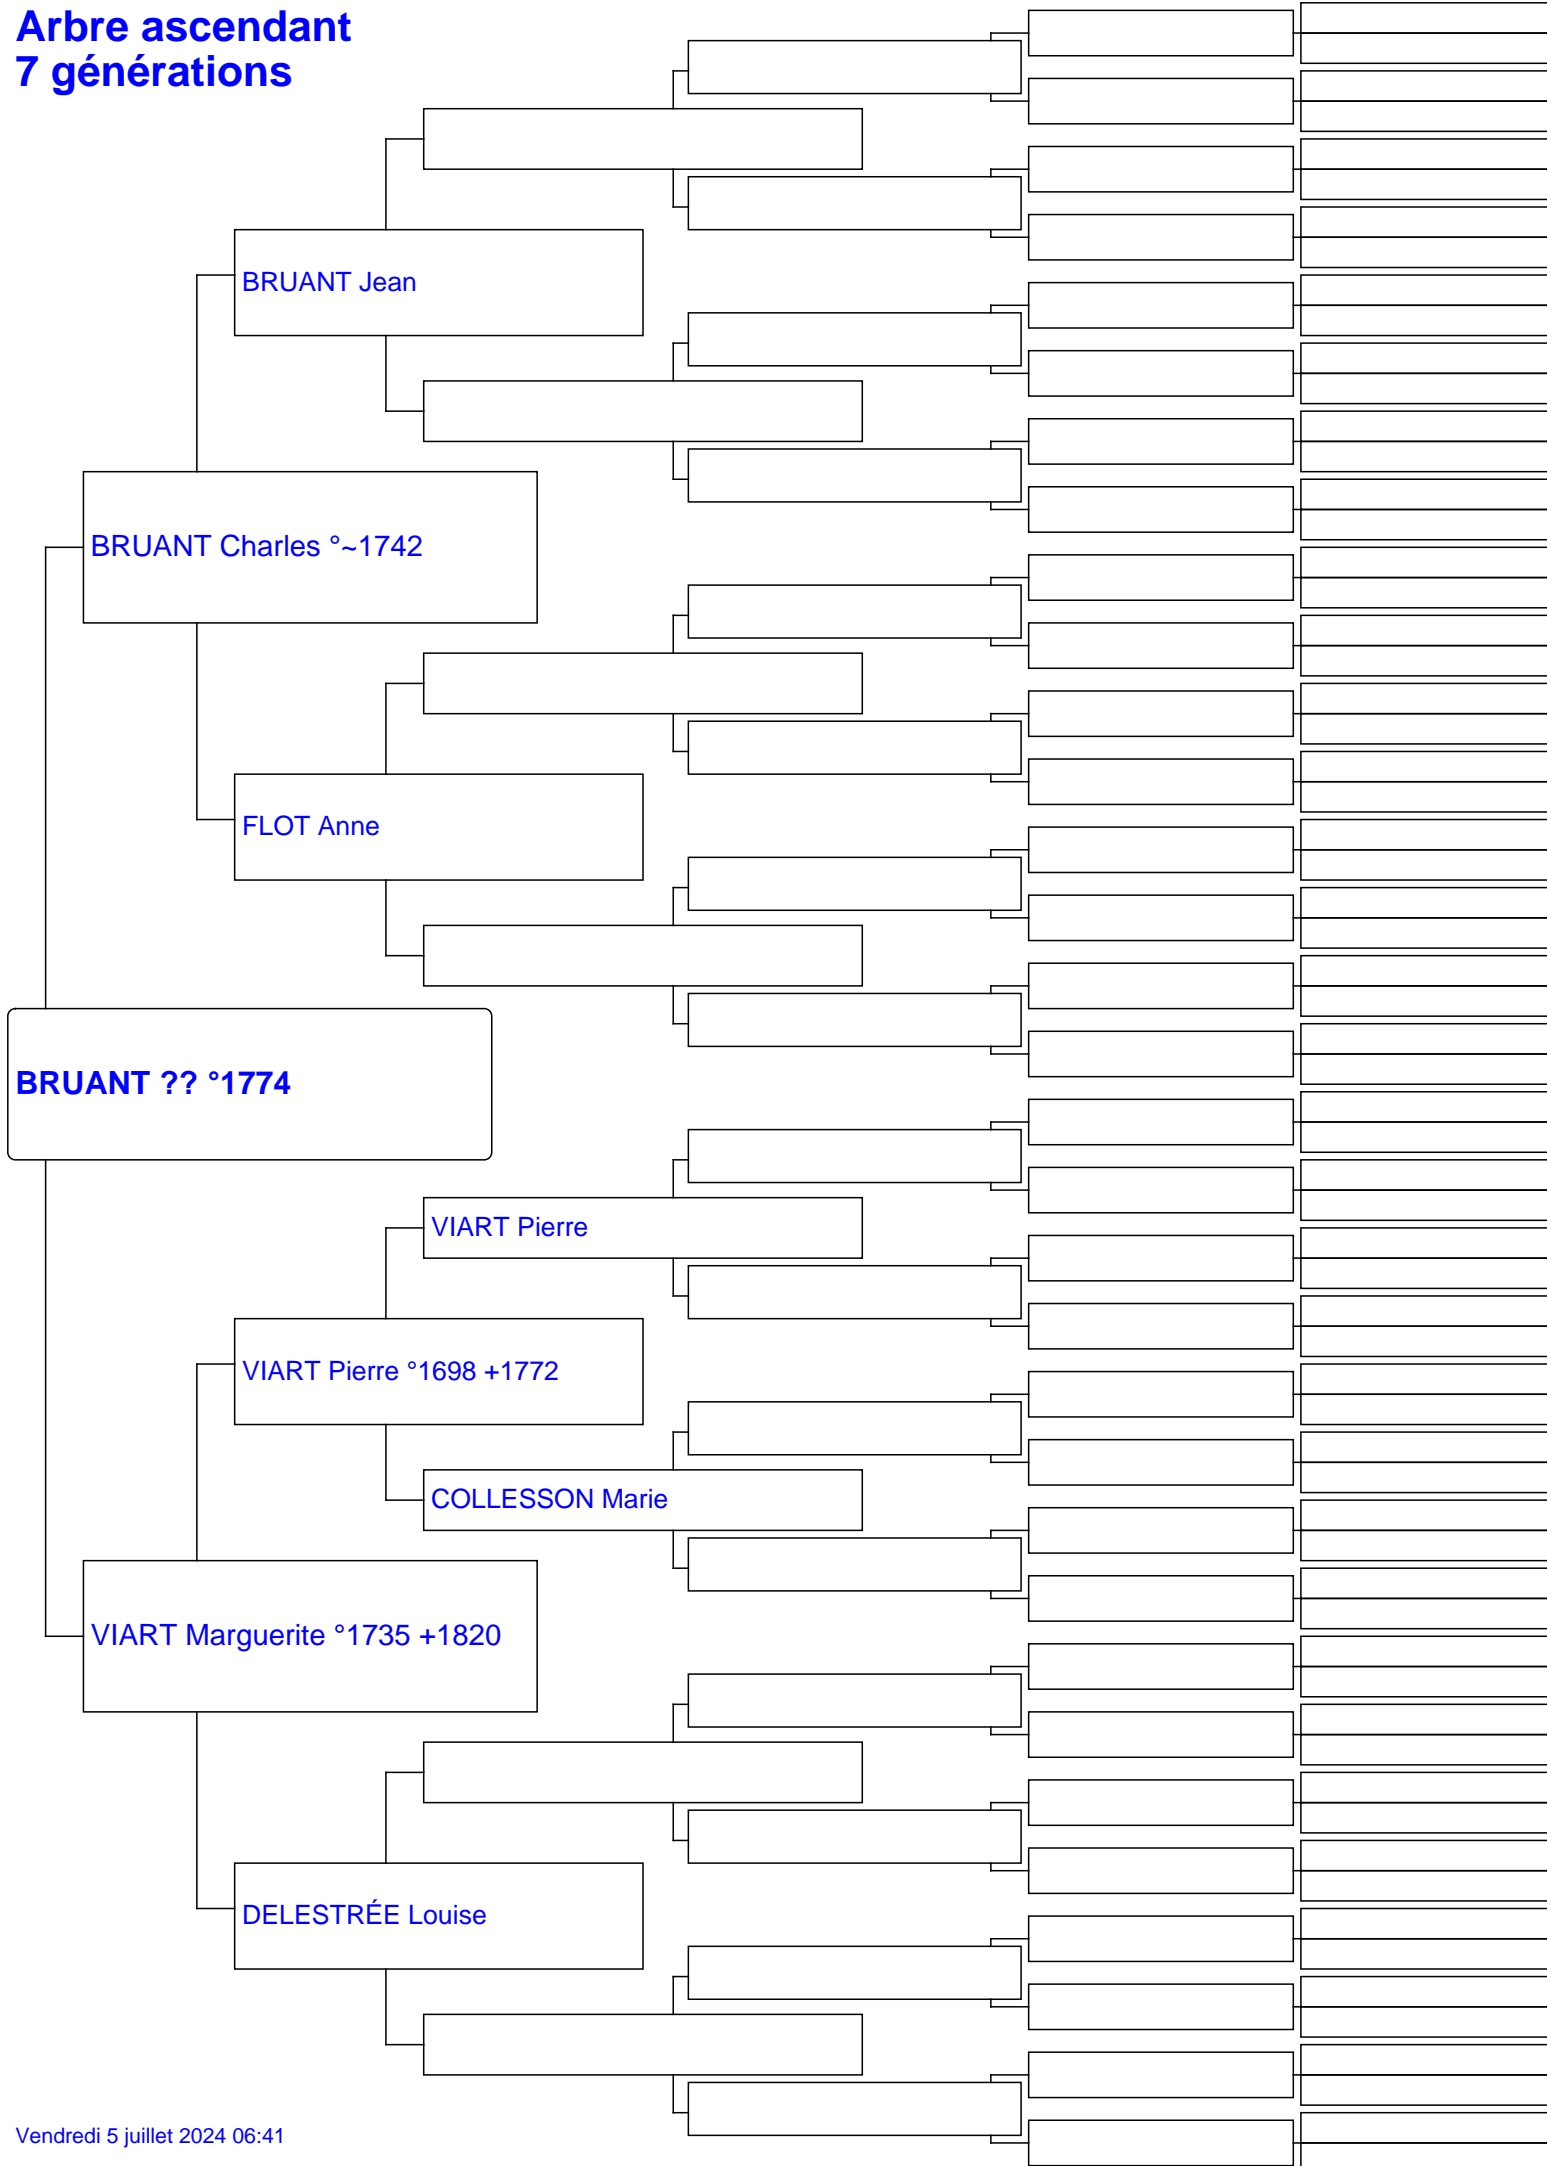 Arbre ascendant
7 générations
BRUANT Jean
BRUANT Charles °~1742
FLOT Anne
BRUANT ?? °1774
VIART Pierre
VIART Pierre °1698 +1772
COLLESSON Marie
VIART Marguerite °1735 +1820
DELESTRÉE Louise
Vendredi 5 juillet 2024 06:41